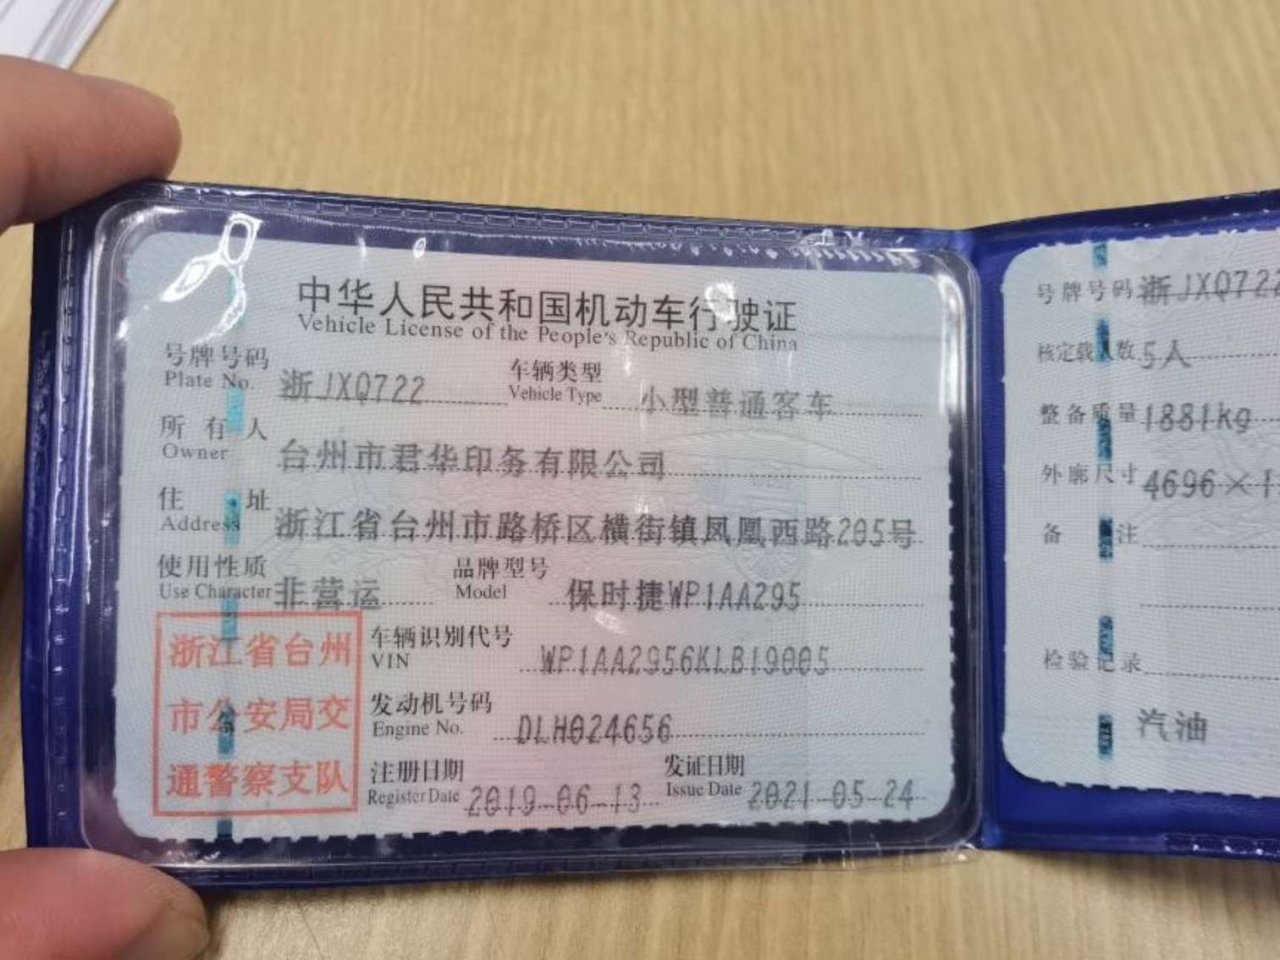 中华人民共和国机动车行驶证
Vehicle License of the People's Republic of China
号牌号码 浙JXQ722 车辆类型 小型普通客车
Plate No. Vehicle Type
所有人 台州市君华印务有限公司
Owner
住址 浙江省台州市路桥区横街镇凤凰西路205号
Address
使用性质 非营运 品牌型号 保时捷WP1AA295
Use Character Model
浙江省台州
市公安局交
通警察支队
车辆识别代号 WP1AA2956KLB19005
VIN
发动机号码 DLH024656
Engine No.
注册日期 2019-06-13 发证日期 2021-05-24
Register Date Issue Date
号牌号码 浙JXQ722
核定载人数 5人
整备质量 1881kg
外廓尺寸 4696×1
备注
检验记录
汽油